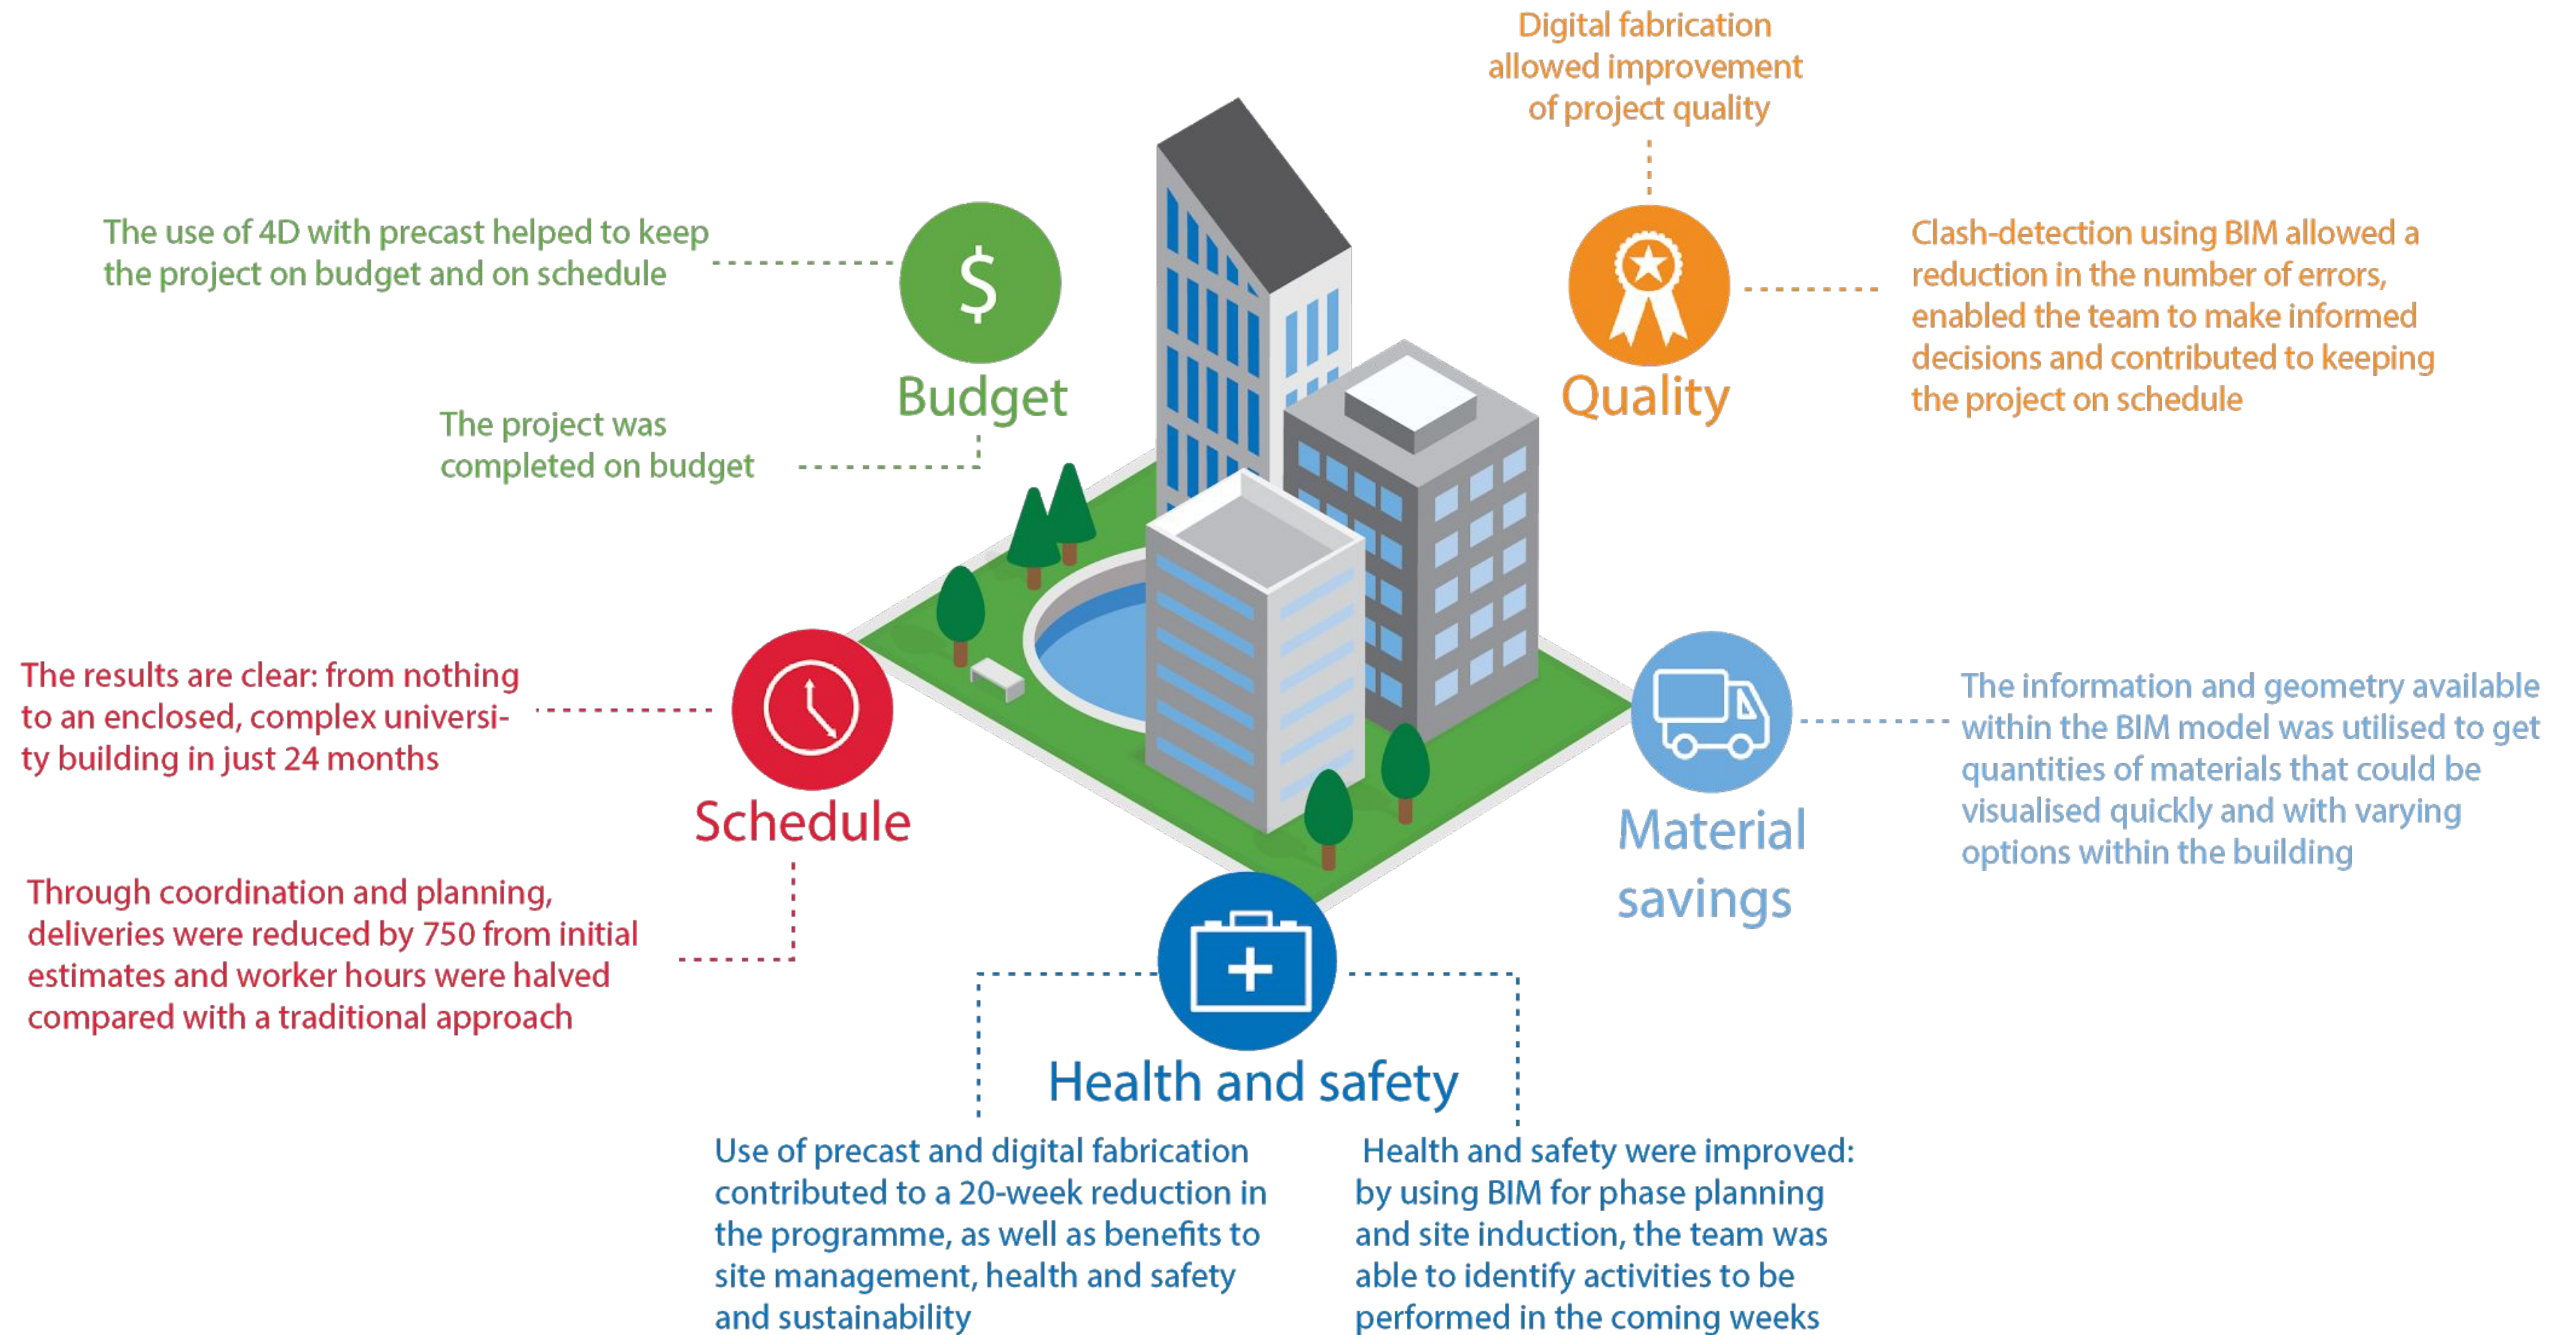 Digital fabrication
allowed improvement
of project quality
The use of 4D with precast helped to keep
the project on budget and on schedule
$
Budget
The project was
completed on budget
Quality
Clash-detection using BIM allowed a
reduction in the number of errors,
enabled the team to make informed
decisions and contributed to keeping
the project on schedule
The results are clear: from nothing
to an enclosed, complex universi-
ty building in just 24 months
Schedule
Through coordination and planning,
deliveries were reduced by 750 from initial
estimates and worker hours were halved
compared with a traditional approach
Material
savings
The information and geometry available
within the BIM model was utilised to get
quantities of materials that could be
visualised quickly and with varying
options within the building
Health and safety
Use of precast and digital fabrication
contributed to a 20-week reduction in
the programme, as well as benefits to
site management, health and safety
and sustainability
Health and safety were improved:
by using BIM for phase planning
and site induction, the team was
able to identify activities to be
performed in the coming weeks